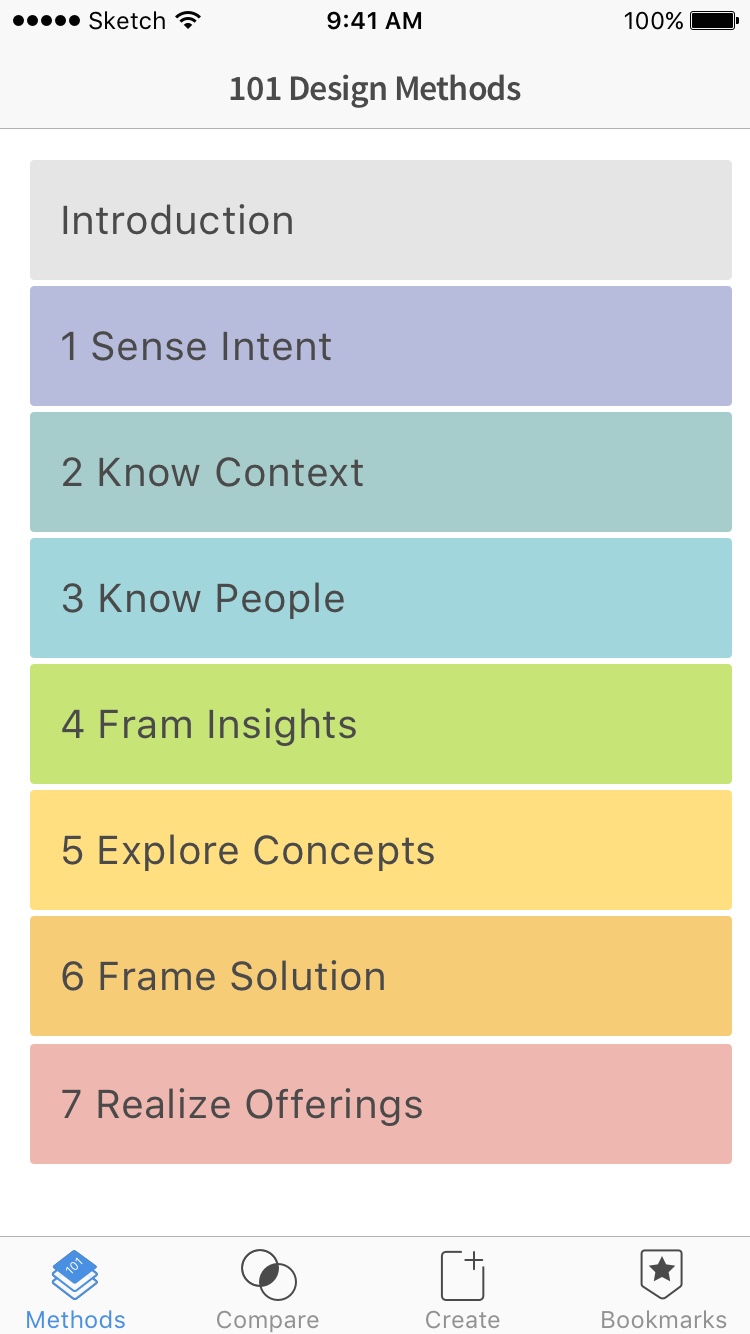 Sketch 9:41 AM 100%
101 Design Methods
Introduction
1 Sense Intent
2 Know Context
3 Know People
4 Fram Insights
5 Explore Concepts
6 Frame Solution
7 Realize Offerings
101
Methods Compare Create Bookmarks